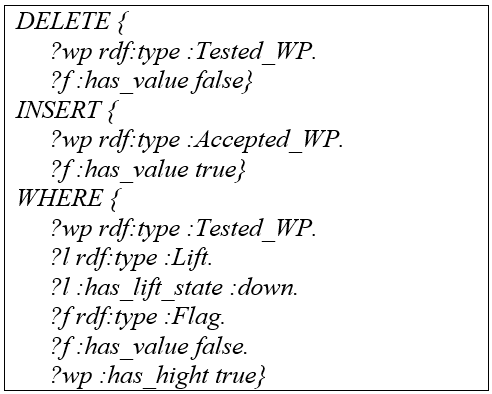 DELETE {
?wp rdf:type :Tested_WP.
?f :has_value false}
INSERT {
?wp rdf:type :Accepted_WP.
?f :has_value true}
WHERE {
?wp rdf:type :Tested_WP.
?l rdf:type :Lift.
?l :has_lift_state :down.
?f rdf:type :Flag.
?f :has_value false.
?wp :has_hight true}